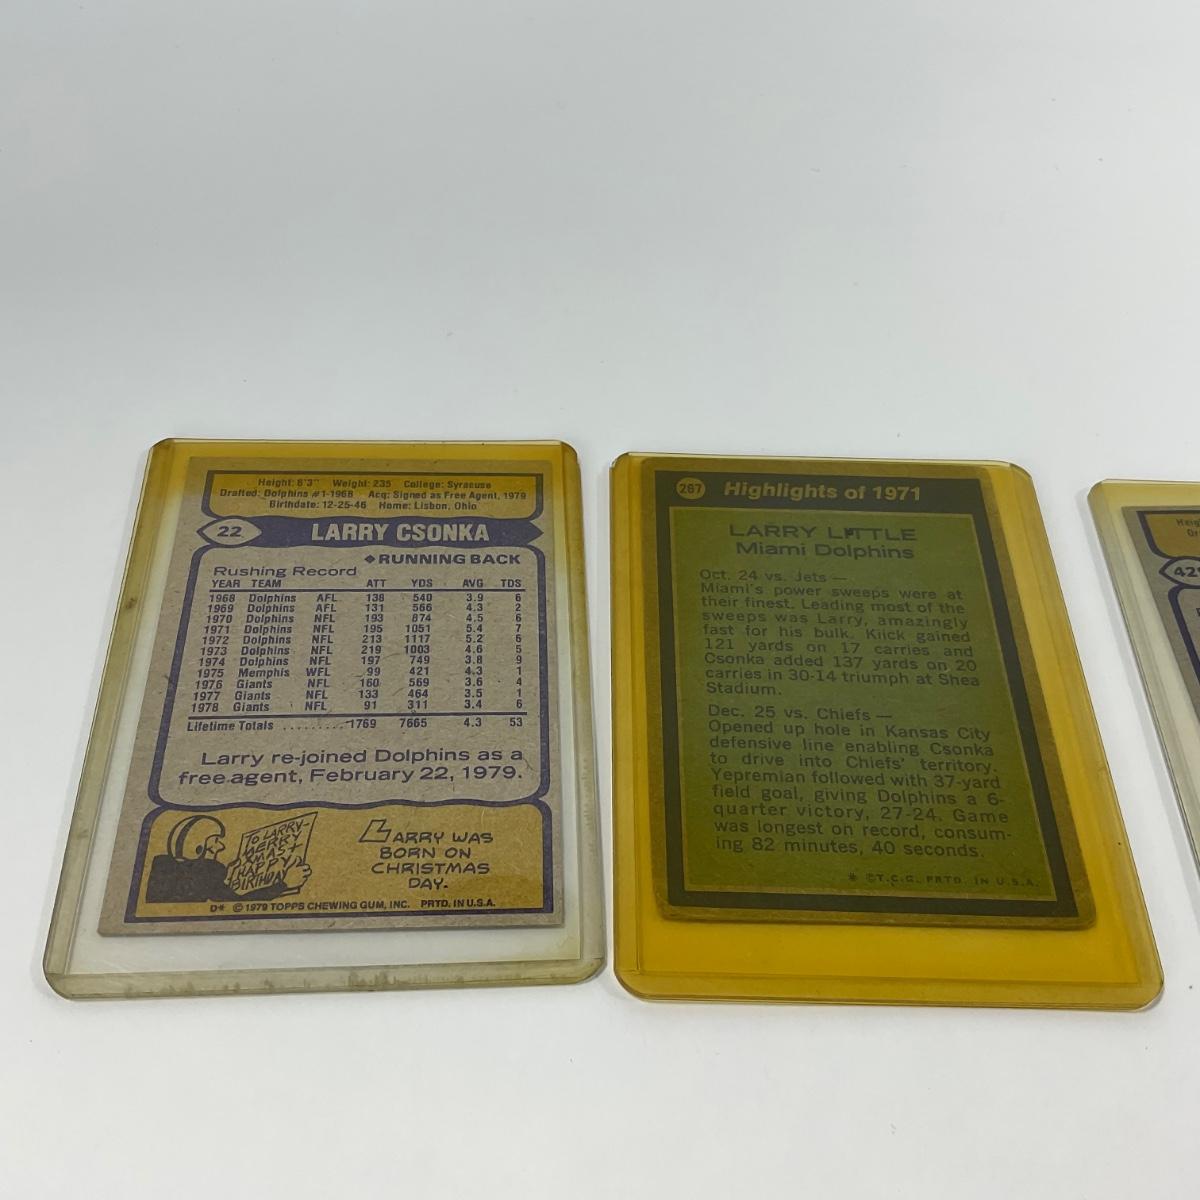 Height: 6'3" Weight: 235 College: Syracuse
Drafted: Dolphins #1-1968 Acq: Signed as Free Agent, 1979
Birthdate: 12-25-46 Home: Lisbon, Ohio
22 LARRY CSONKA
◆RUNNING BACK
Rushing Record
YEAR TEAM ATT YDS AVG TDS
1968 Dolphins AFL 138 540 3.9 6
1969 Dolphins AFL 131 566 4.3 2
1970 Dolphins NFL 193 874 4.5 6
1971 Dolphins NFL 195 1051 5.4 7
1972 Dolphins NFL 213 1117 5.2 6
1973 Dolphins NFL 219 1003 4.6 5
1974 Dolphins NFL 197 749 3.8 9
1975 Memphis WFL 99 421 4.3 1
1976 Giants NFL 160 569 3.6 4
1977 Giants NFL 133 464 3.5 1
1978 Giants NFL 91 311 3.4 6
Lifetime Totals .......... 1769 7665 4.3 53
Larry re-joined Dolphins as a
free agent, February 22, 1979.
TO LARRY-
MERRY
XMAS +
HAPPY
BIRTHDAY
LARRY WAS
BORN ON
CHRISTMAS
DAY.
D* © 1979 TOPPS CHEWING GUM, INC. PRTD. IN U.S.A.
267 Highlights of 1971
LARRY LITTLE
Miami Dolphins
Oct. 24 vs. Jets —
Miami's power sweeps were at
their finest. Leading most of the
sweeps was Larry, amazingly
fast for his bulk. Kiick gained
121 yards on 17 carries and
Csonka added 137 yards on 20
carries in 30-14 triumph at Shea
Stadium.
Dec. 25 vs. Chiefs —
Opened up hole in Kansas City
defensive line enabling Csonka
to drive into Chiefs' territory.
Yepremian followed with 37-yard
field goal, giving Dolphins a 6-
quarter victory, 27-24. Game
was longest on record, consum-
ing 82 minutes, 40 seconds.
* © T.C.G. PRTD. IN U.S.A.